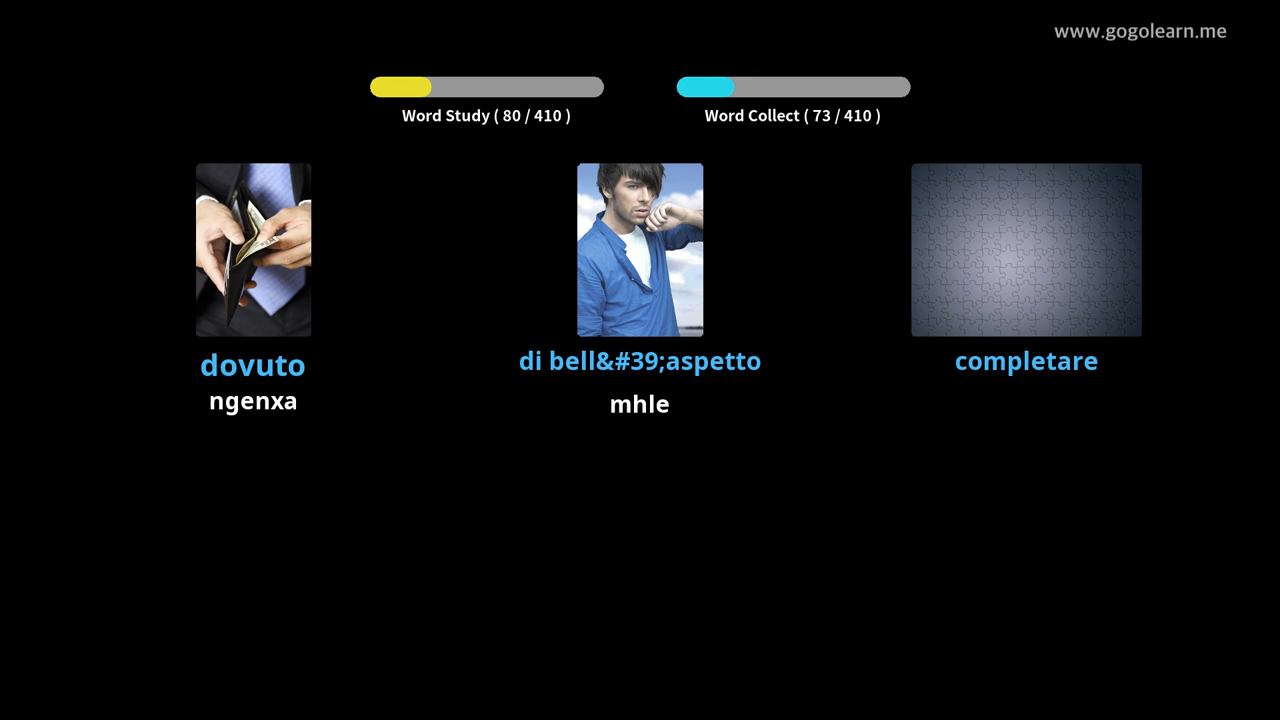 www.gogolearn.me
Word Study ( 80 / 410 )
Word Collect ( 73 / 410 )
dovuto
ngenxa
di bell&#39;aspetto
mhle
completare